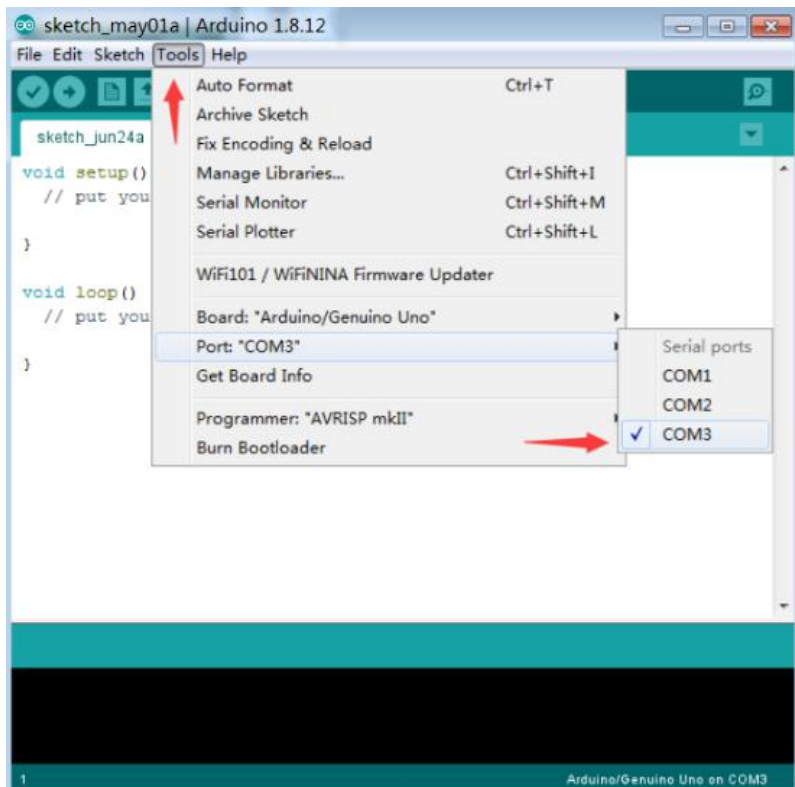 sketch_may01a | Arduino 1.8.12
File Edit Sketch Tools Help
sketch_jun24a
Auto Format Ctrl+T
Archive Sketch
Fix Encoding & Reload
Manage Libraries... Ctrl+Shift+I
Serial Monitor Ctrl+Shift+M
Serial Plotter Ctrl+Shift+L
WiFi101 / WiFiNINA Firmware Updater
Board: "Arduino/Genuino Uno"
Port: "COM3"
Get Board Info
Programmer: "AVRISP mkII"
Burn Bootloader
Serial ports
COM1
COM2
COM3
void setup()
// put you
}
void loop()
// put you
}
1 Arduino/Genuino Uno on COM3